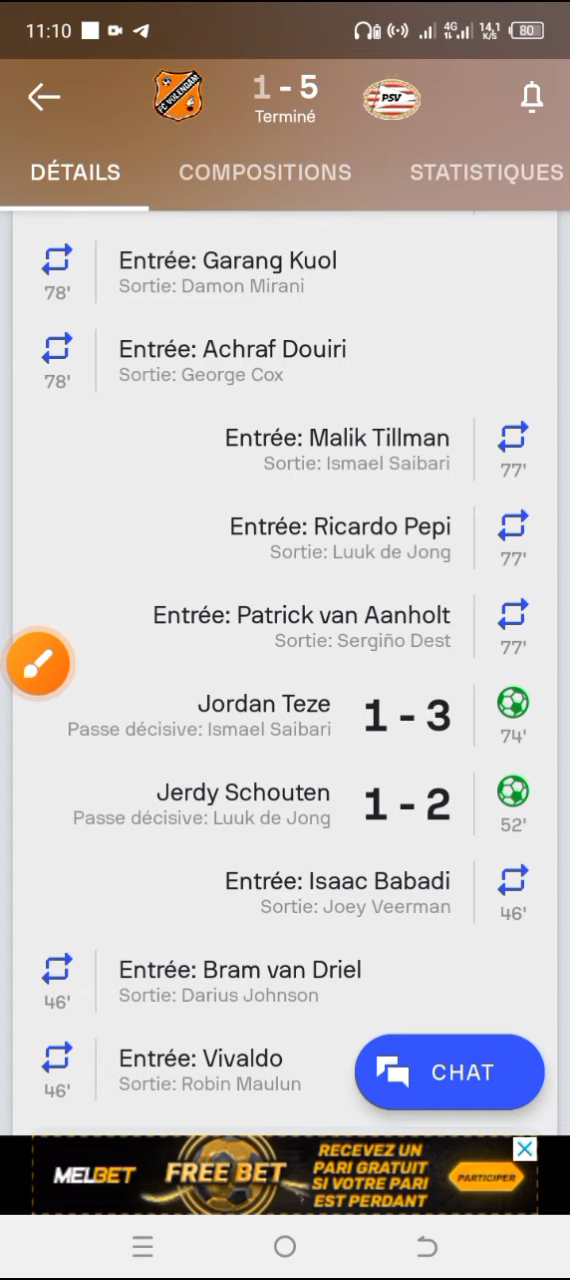 11:10
4G
14,1
K/S
80
FC VOLENDAM
1 - 5
PSV
Terminé
DÉTAILS
COMPOSITIONS
STATISTIQUES
Entrée: Garang Kuol
78'
Sortie: Damon Mirani
Entrée: Achraf Douiri
78'
Sortie: George Cox
Entrée: Malik Tillman
Sortie: Ismael Saibari
77'
Entrée: Ricardo Pepi
Sortie: Luuk de Jong
77'
Entrée: Patrick van Aanholt
Sortie: Sergiño Dest
77'
Jordan Teze
Passe décisive: Ismael Saibari
1 - 3
74'
Jerdy Schouten
Passe décisive: Luuk de Jong
1 - 2
52'
Entrée: Isaac Babadi
Sortie: Joey Veerman
46'
Entrée: Bram van Driel
46'
Sortie: Darius Johnson
Entrée: Vivaldo
46'
Sortie: Robin Maulun
CHAT
MELBET
FREE BET
RECEVEZ UN
PARI GRATUIT
SI VOTRE PARI
EST PERDANT
PARTICIPER